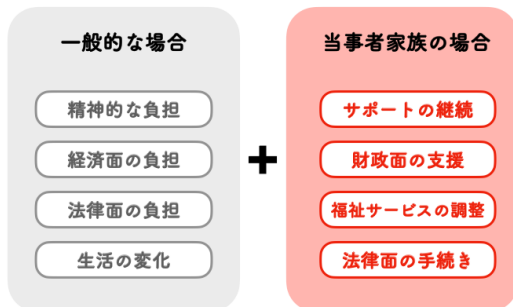 一般的な場合
精神的な負担
経済面の負担
法律面の負担
生活の変化
+
当事者家族の場合
サポートの継続
財政面の支援
福祉サービスの調整
法律面の手続き